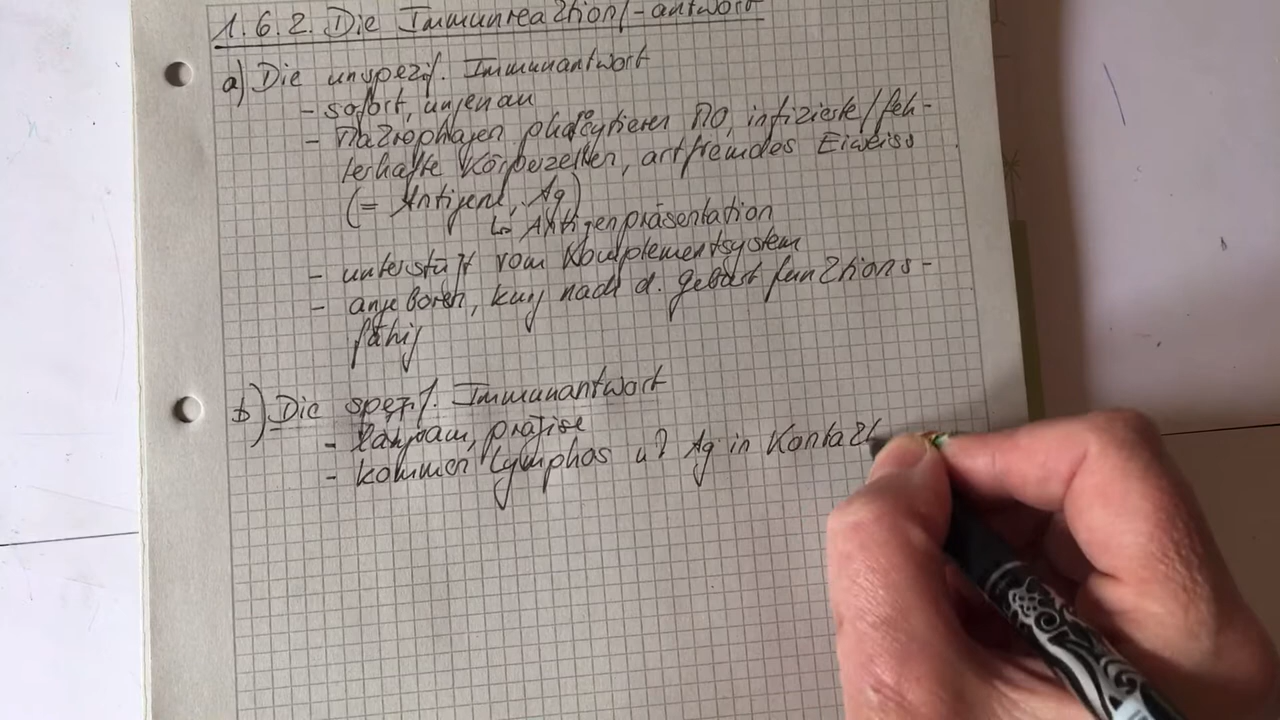 1.6.2. Die Immunreaktion/-antwort
a) Die unspezif. Immunantwort
- sofort, ungenau
- Makrophagen phagcytieren MO, infizierte/feh-
lerhafte Körperzellen, artfremdes Eiweiss
(= Antigene, Ag)
↳ Antigenpräsentation
- unterstützt vom Komplementsystem
- angeboren, kurz nach d. Geburt funktions-
fähig
b) Die spezif. Immunantwort
- langsam, präzise
- kommen Lymphos u? Ag in Kontakt